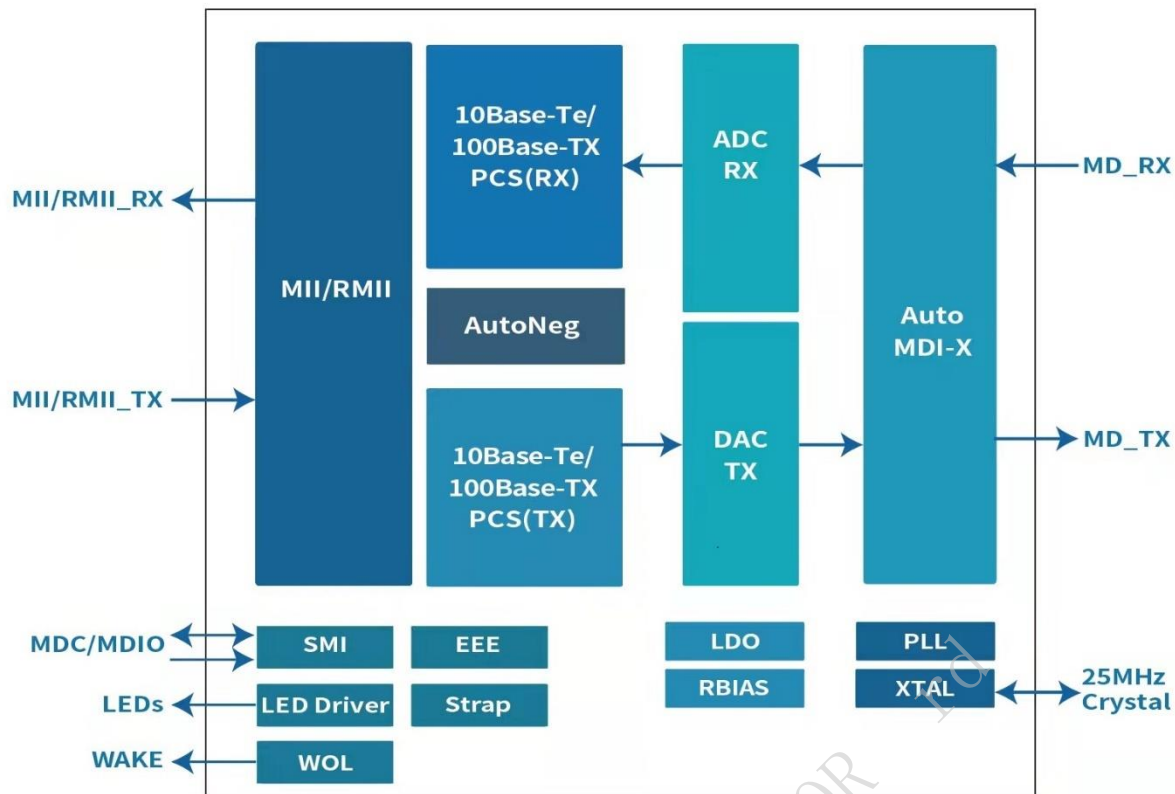 10Base-Te/
100Base-TX
PCS(RX)
ADC
RX
MD_RX
MII/RMII_RX
MII/RMII
AutoNeg
Auto
MDI-X
MII/RMII_TX
10Base-Te/
100Base-TX
PCS(TX)
DAC
TX
MD_TX
MDC/MDIO
SMI
EEE
LDO
PLL
LEDs
LED Driver
Strap
RBIAS
XTAL
25MHz
Crystal
WAKE
WOL
rd
OR